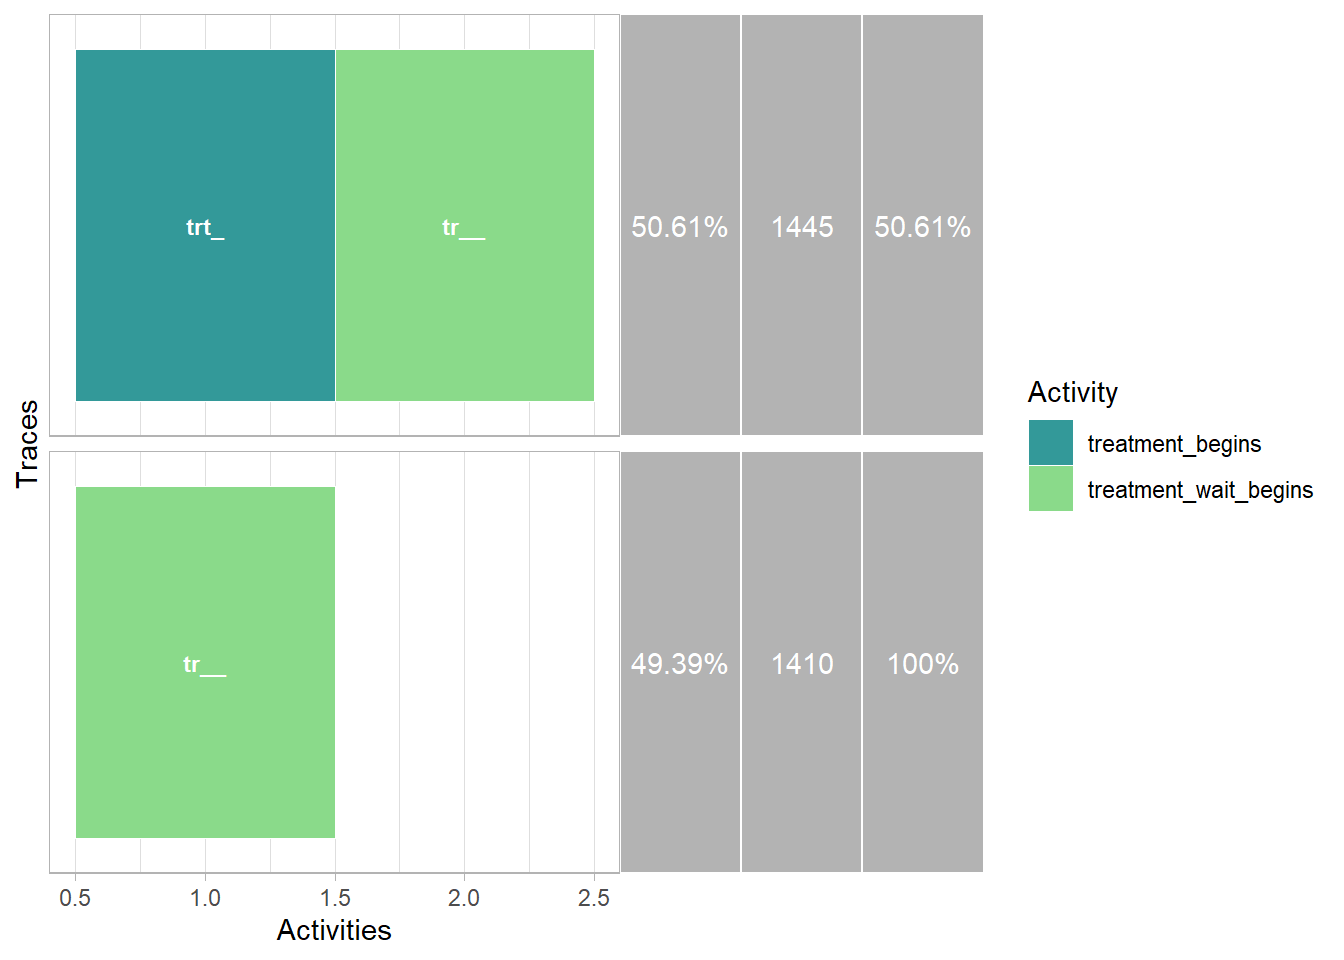 trt_
tr__
50.61%
1445
50.61%
tr__
49.39%
1410
100%
Traces
0.5
1.0
1.5
2.0
2.5
Activities
Activity
treatment_begins
treatment_wait_begins